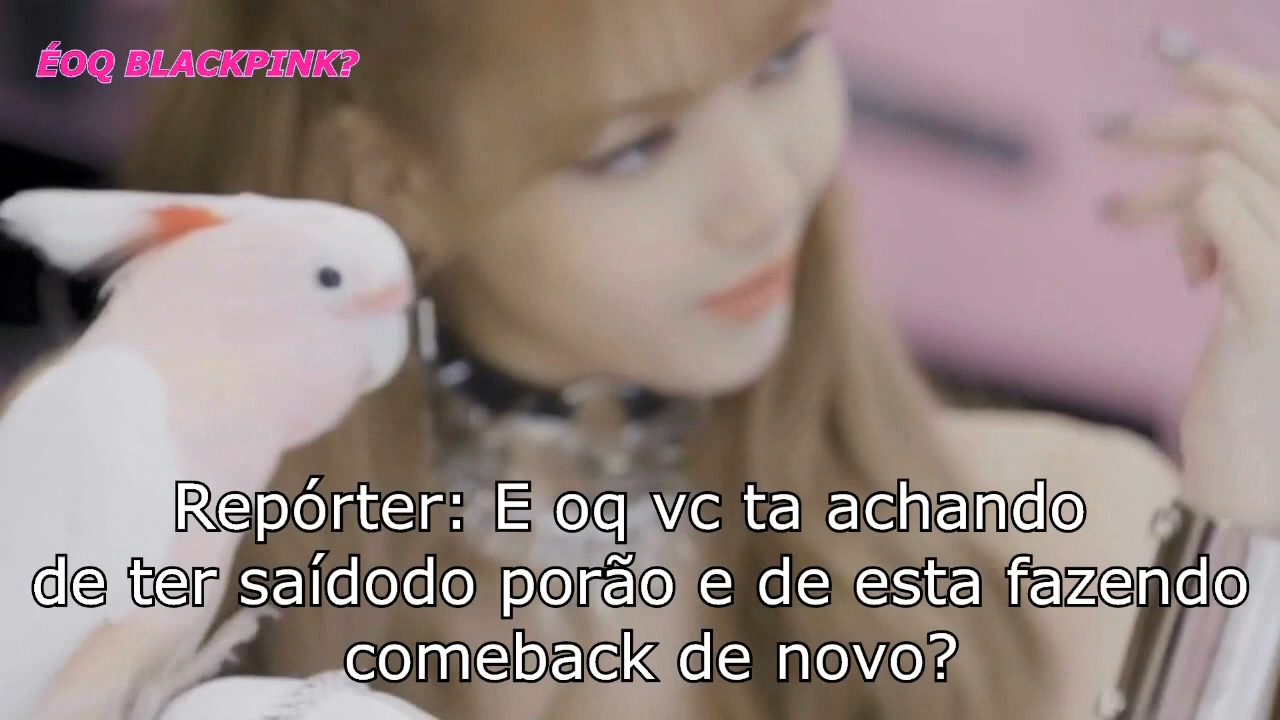 ÉOQ BLACKPINK?
Repórter: E oq vc ta achando
de ter saídodo porão e de esta fazendo
comeback de novo?